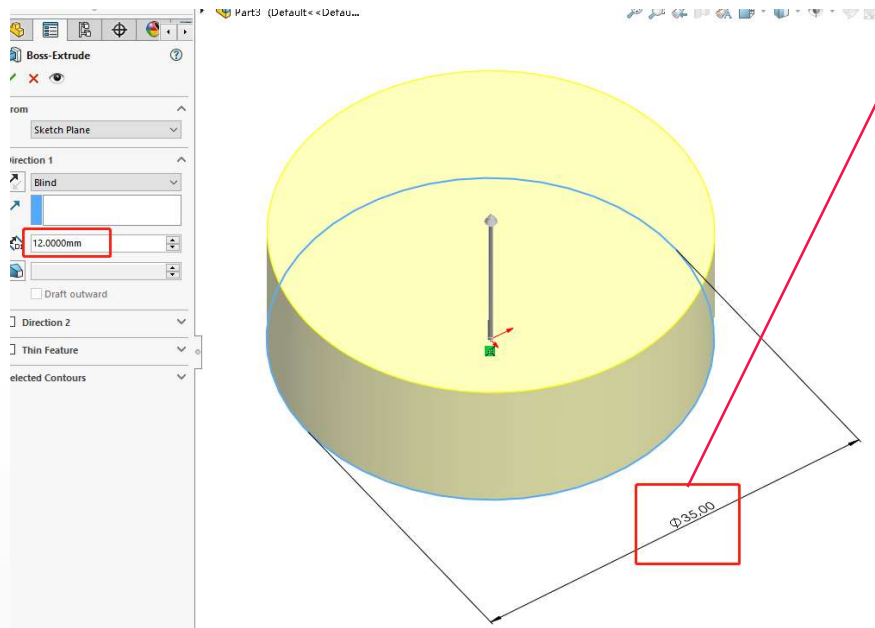 Part3 (Default<<Defau...
Boss-Extrude
rom
Sketch Plane
irection 1
Blind
12.0000mm
Draft outward
Direction 2
Thin Feature
elected Contours
Φ35,00